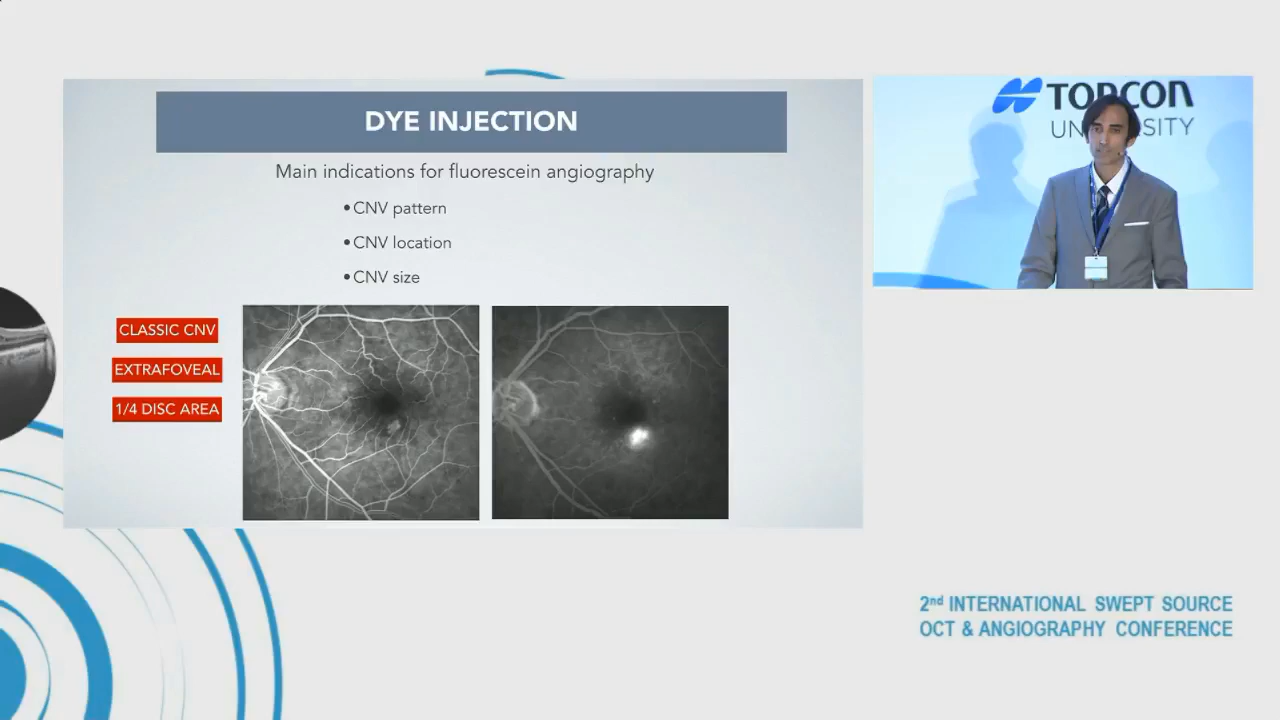 DYE INJECTION
Main indications for fluorescein angiography
• CNV pattern
• CNV location
• CNV size
CLASSIC CNV
EXTRAFOVEAL
1/4 DISC AREA
TOPCON
UNIVERSITY
2nd INTERNATIONAL SWEPT SOURCE
OCT & ANGIOGRAPHY CONFERENCE